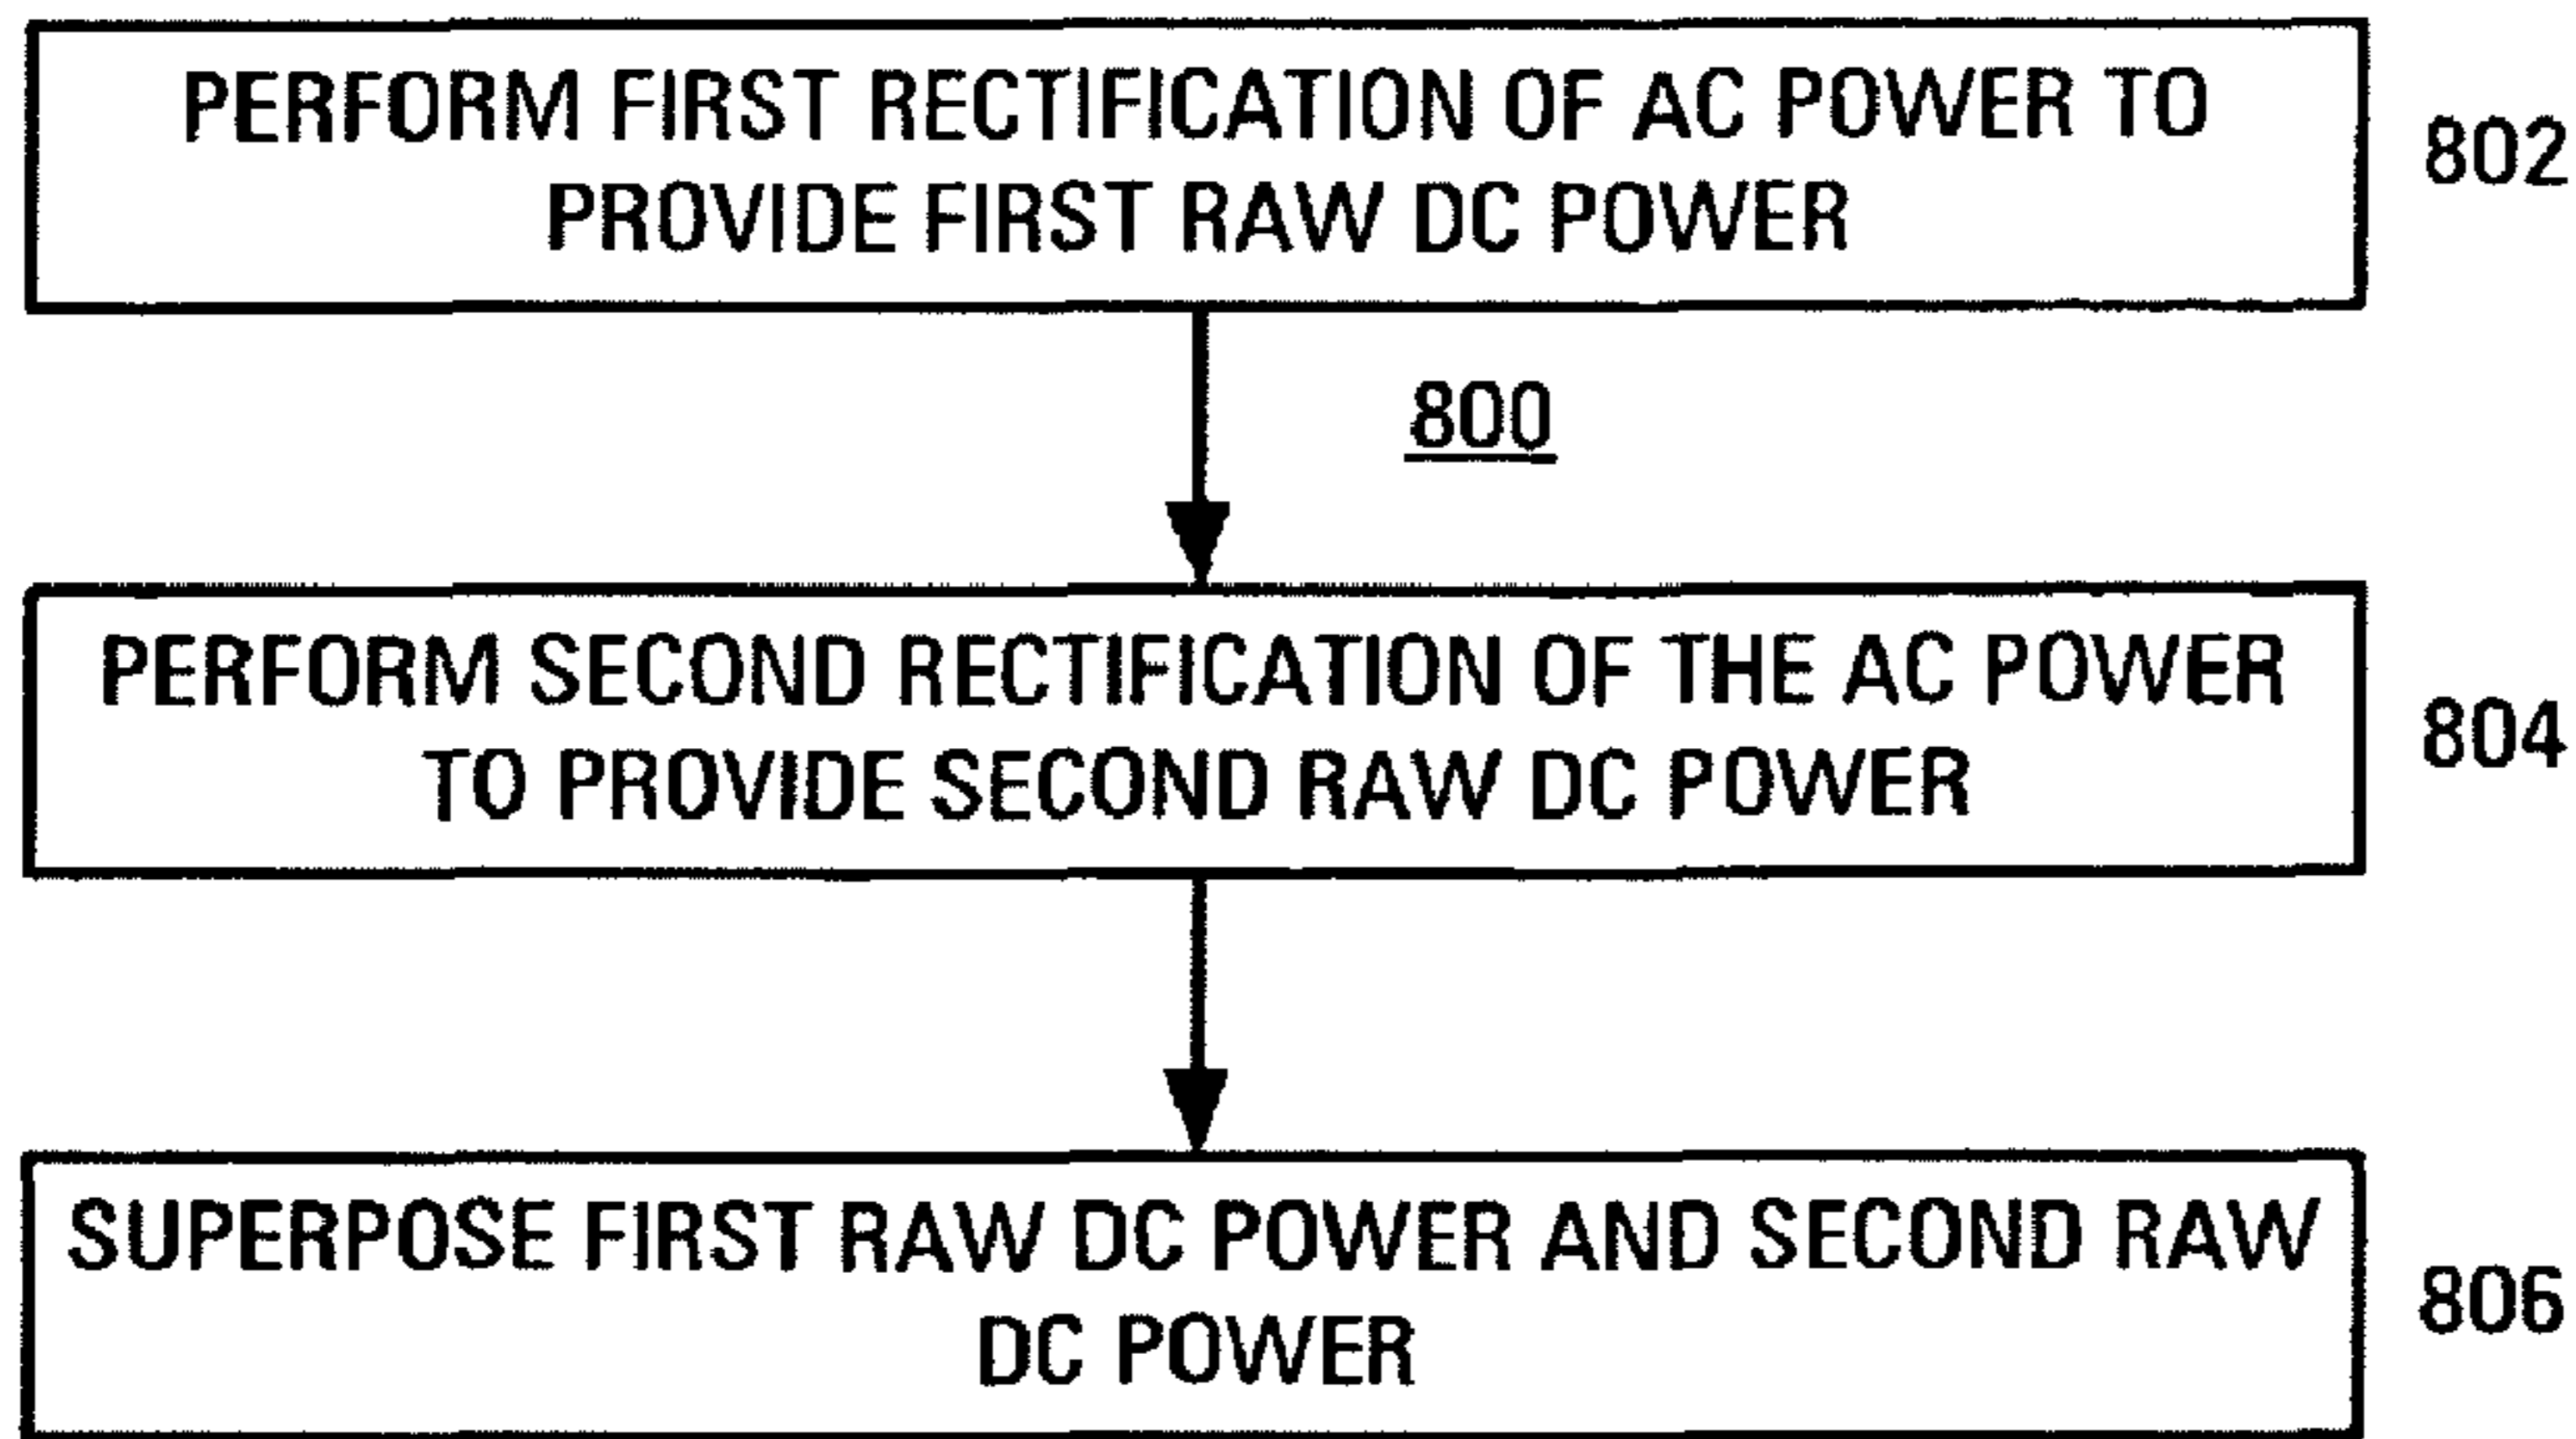 PERFORM FIRST RECTIFICATION OF AC POWER TO
PROVIDE FIRST RAW DC POWER
802
800
PERFORM SECOND RECTIFICATION OF THE AC POWER
TO PROVIDE SECOND RAW DC POWER
804
SUPERPOSE FIRST RAW DC POWER AND SECOND RAW
DC POWER
806